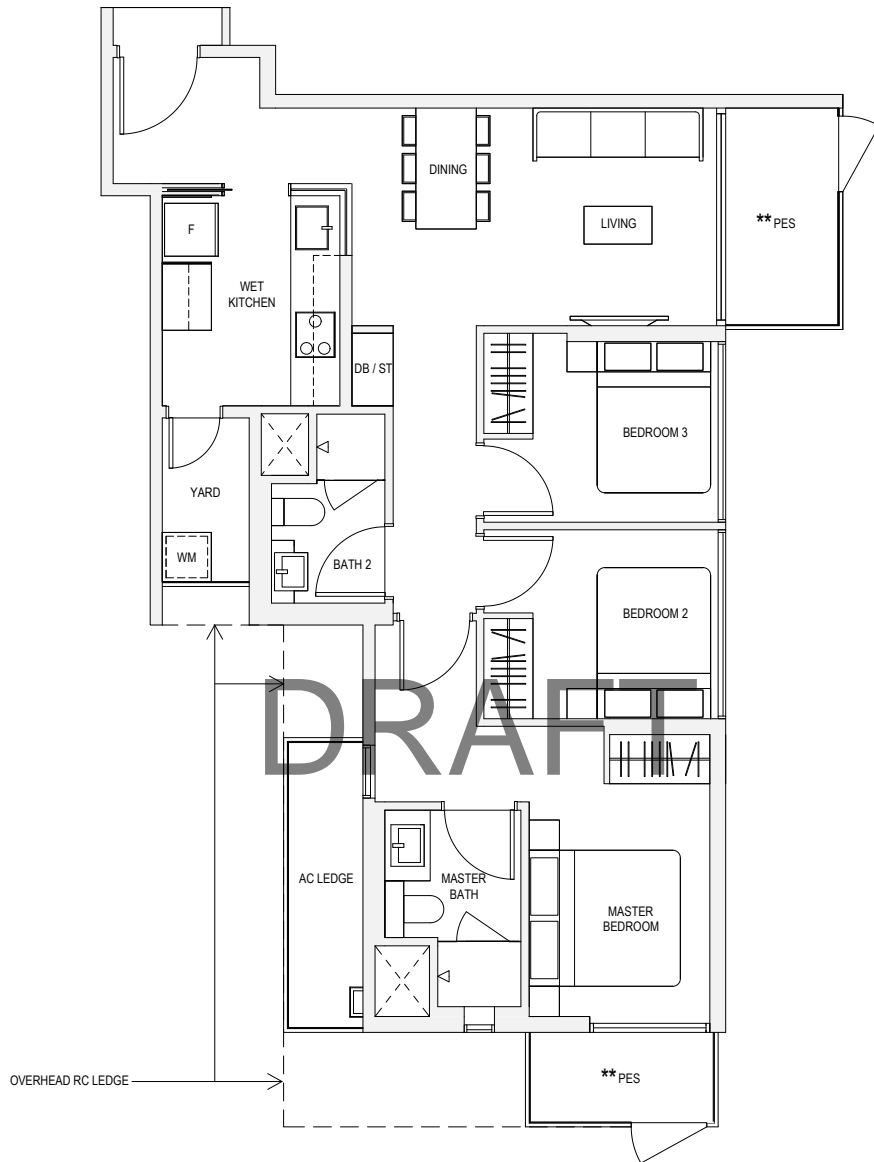 DINING
LIVING
**PES
F
WET
KITCHEN
DB / ST
BEDROOM 3
YARD
WM
BATH 2
BEDROOM 2
DRAFT
AC LEDGE
MASTER
BATH
MASTER
BEDROOM
OVERHEAD RC LEDGE
**PES